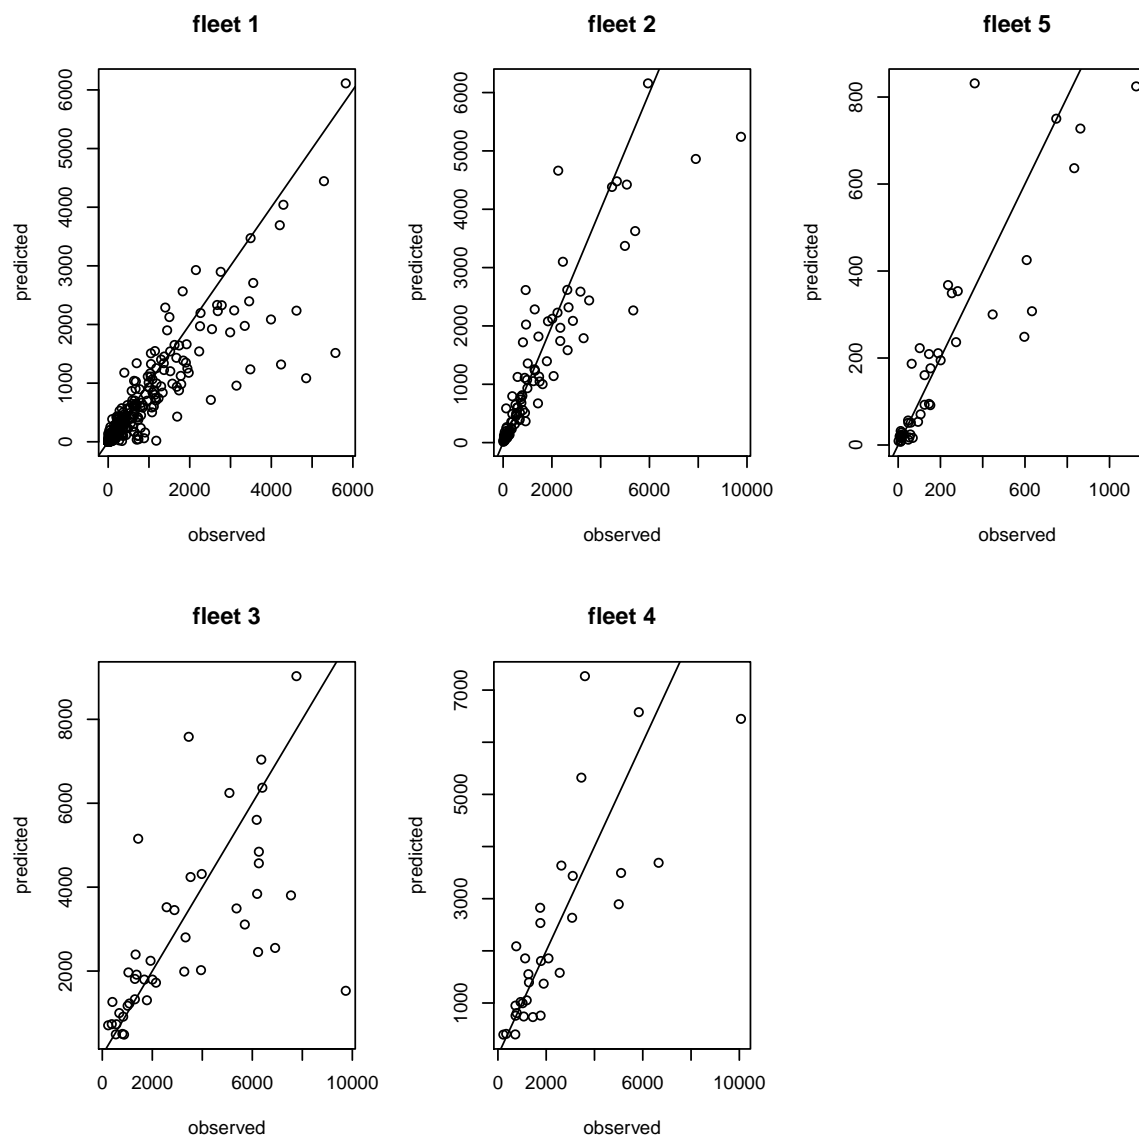 fleet 1
predicted
0 1000 2000 3000 4000 5000 6000
0 2000 4000 6000
observed
fleet 2
predicted
0 1000 2000 3000 4000 5000 6000
0 2000 6000 10000
observed
fleet 5
predicted
0 200 400 600 800
0 200 600 1000
observed
fleet 3
predicted
2000 4000 6000 8000
0 2000 6000 10000
observed
fleet 4
predicted
1000 3000 5000 7000
0 2000 6000 10000
observed